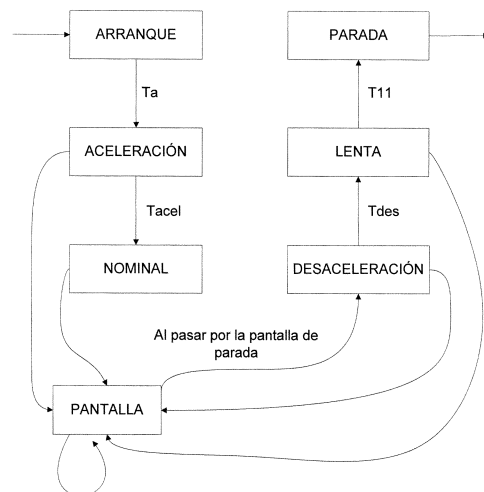 ARRANQUE
PARADA
Ta
T11
ACELERACIÓN
LENTA
Tacel
Tdes
NOMINAL
DESACELERACIÓN
Al pasar por la pantalla de
parada
PANTALLA